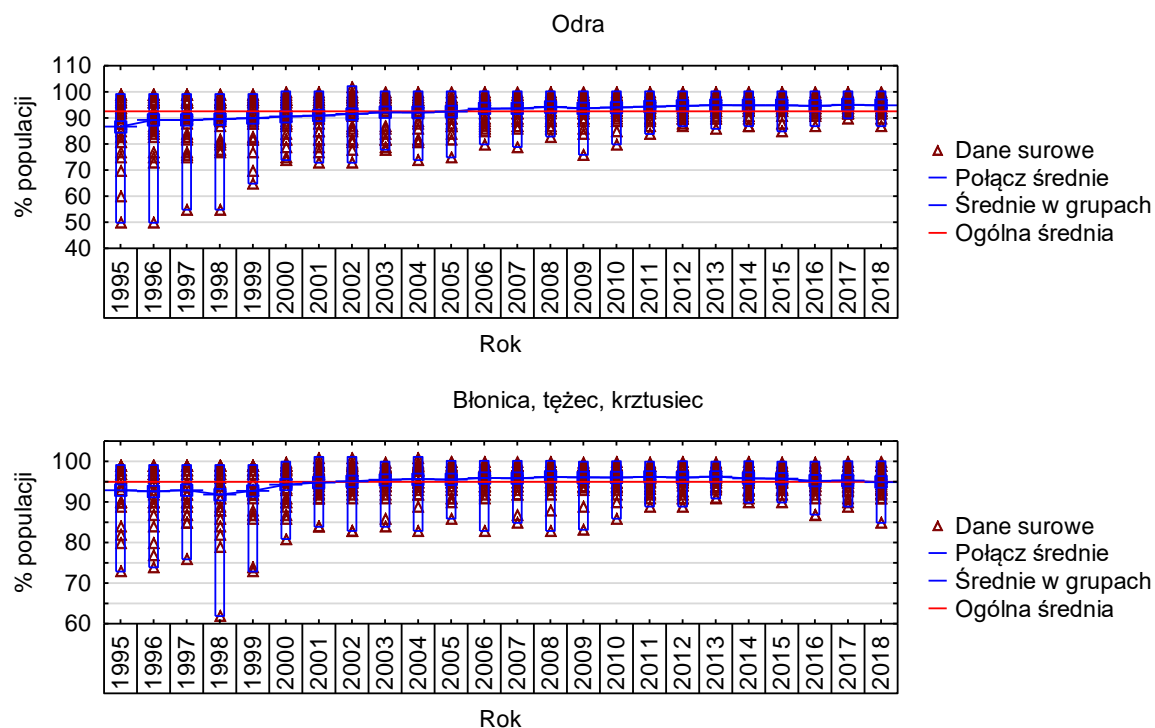 Odra
% populacji
110
100
90
80
70
60
50
40
1995 1996 1997 1998 1999 2000 2001 2002 2003 2004 2005 2006 2007 2008 2009 2010 2011 2012 2013 2014 2015 2016 2017 2018
Rok
Dane surowe
Połącz średnie
Średnie w grupach
Ogólna średnia
Błonica, tężec, krztusiec
% populacji
100
90
80
70
60
1995 1996 1997 1998 1999 2000 2001 2002 2003 2004 2005 2006 2007 2008 2009 2010 2011 2012 2013 2014 2015 2016 2017 2018
Rok
Dane surowe
Połącz średnie
Średnie w grupach
Ogólna średnia